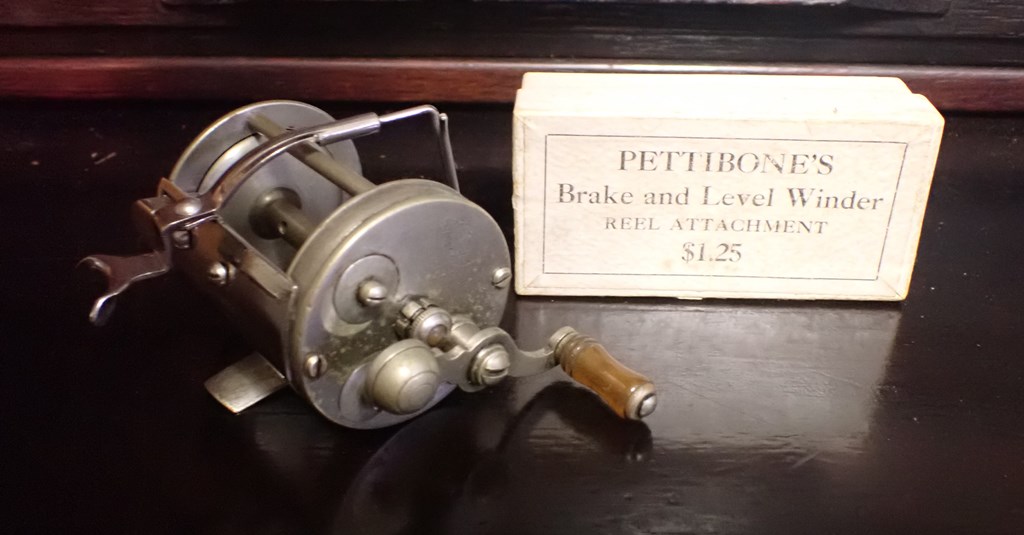 PETTIBONE'S
Brake and Level Winder
REEL ATTACHMENT
$1.25